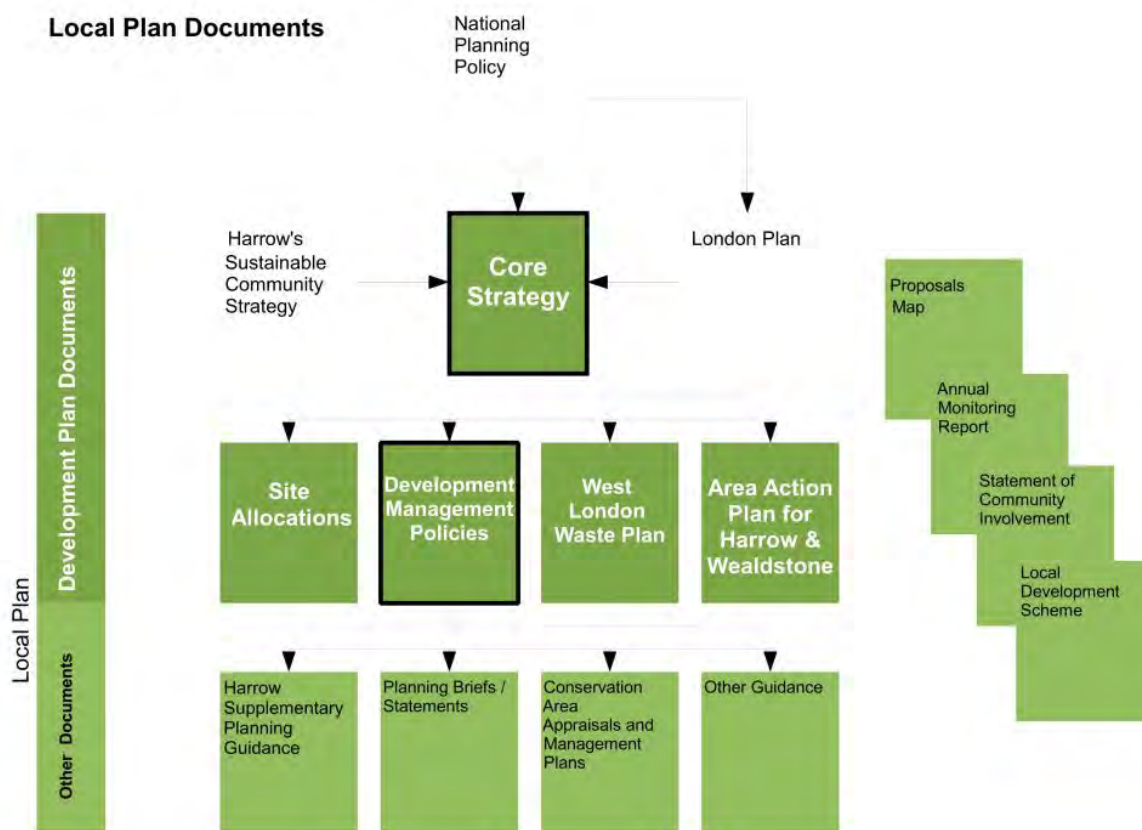 Local Plan Documents
National
Planning
Policy
Harrow's
Sustainable
Community
Strategy
Core
Strategy
London Plan
Proposals
Map
Annual
Monitoring
Report
Statement of
Community
Involvement
Local
Development
Scheme
Site
Allocations
Development
Management
Policies
West
London
Waste Plan
Area Action
Plan for
Harrow &
Wealdstone
Harrow
Supplementary
Planning
Guidance
Planning Briefs /
Statements
Conservation
Area
Appraisals and
Management
Plans
Other Guidance
Local Plan
Development Plan Documents
Other Documents